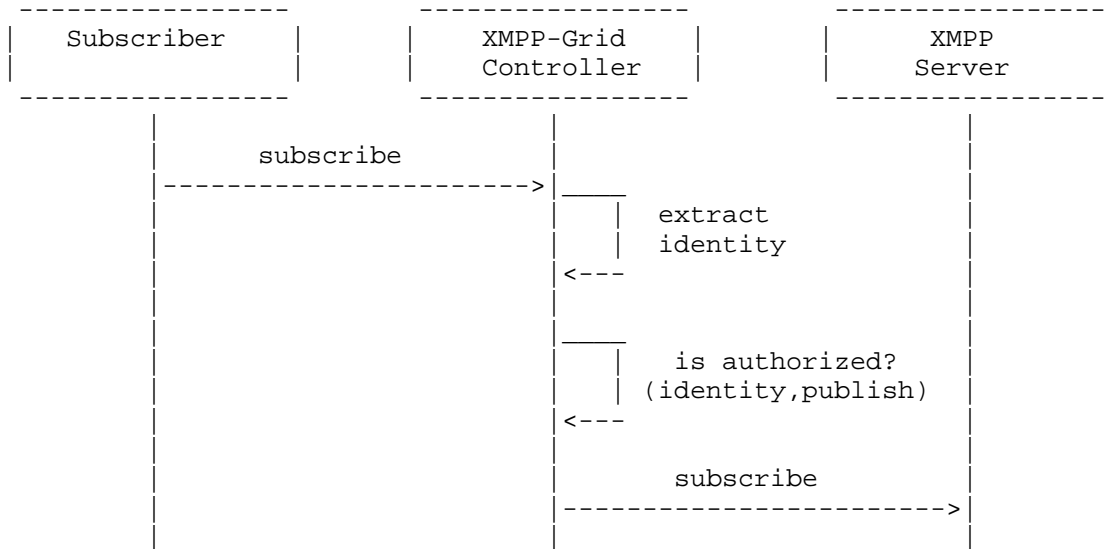 Subscriber XMPP-Grid XMPP
Controller Server
subscribe
extract
identity
is authorized?
(identity,publish)
subscribe